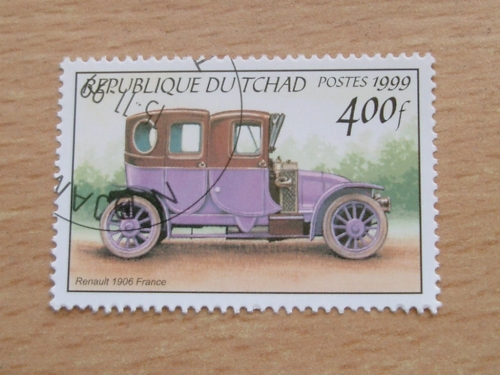 REPUBLIQUE DU TCHAD POSTES 1999
400f
Renault 1906 France